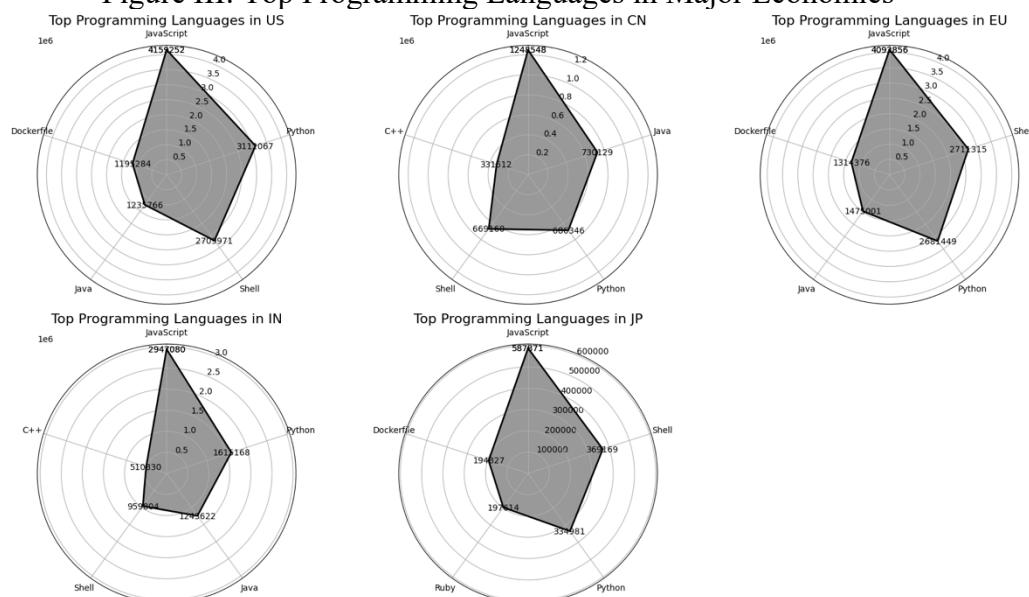 Figure III: Top Programming Languages in Major Economies
Top Programming Languages in US
1e6
JavaScript
4159252
4.0
3.5
3.0
2.5
2.0
1.5
1.0
0.5
Python
3112067
Dockerfile
1195284
1235766
2705971
Java
Shell
Top Programming Languages in CN
1e6
JavaScript
1248548
1.2
1.0
0.8
0.6
0.4
0.2
C++
Java
730129
331612
669160
686346
Shell
Python
Top Programming Languages in EU
1e6
JavaScript
4.0
3.5
3.0
2.5
2.0
1.5
1.0
0.5
Dockerfile
She
2711315
1314376
2681449
Java
Python
Top Programming Languages in IN
1e6
JavaScript
2947080
3.0
2.5
2.0
1.5
1.0
0.5
C++
Python
1615168
510830
959804
1243622
Shell
Java
Top Programming Languages in JP
JavaScript
600000
500000
400000
300000
200000
100000
Dockerfile
Shell
369169
194827
197614
334981
Ruby
Python